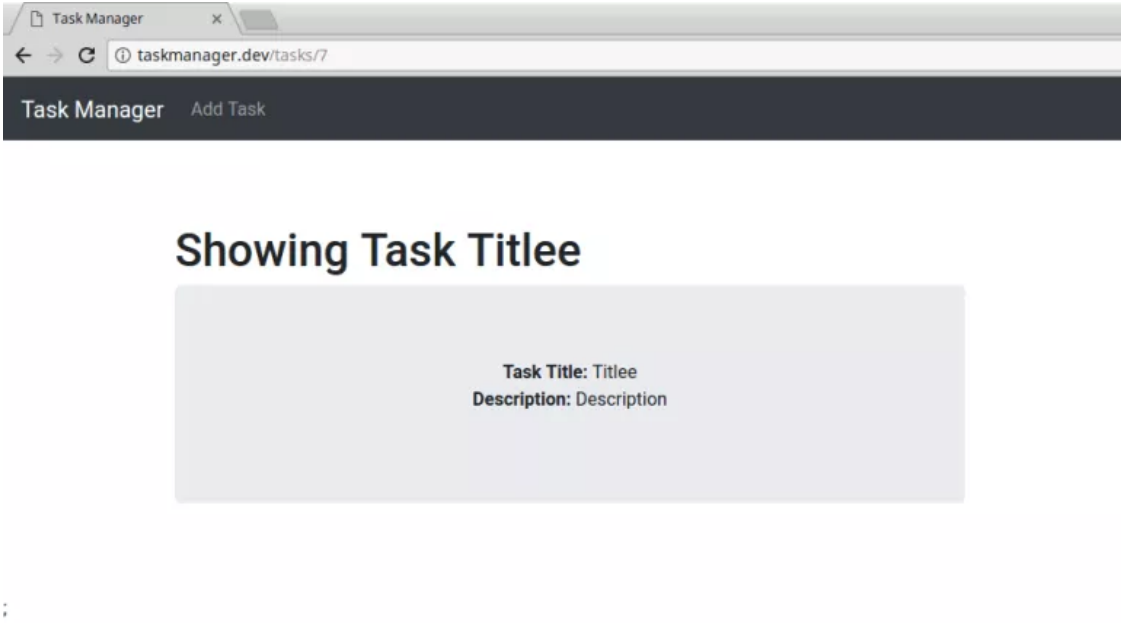 Task Manager
taskmanager.dev/tasks/7
Task Manager Add Task
Showing Task Titlee
Task Title: Titlee
Description: Description
;